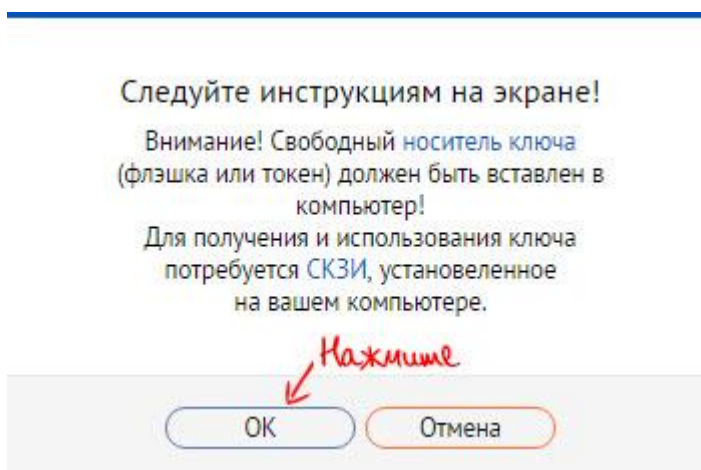 Следуйте инструкциям на экране!
Внимание! Свободный носитель ключа
(флэшка или токен) должен быть вставлен в
компьютер!
Для получения и использования ключа
потребуется СКЗИ, установеленное
на вашем компьютере.
Нажмите
ОК
Отмена